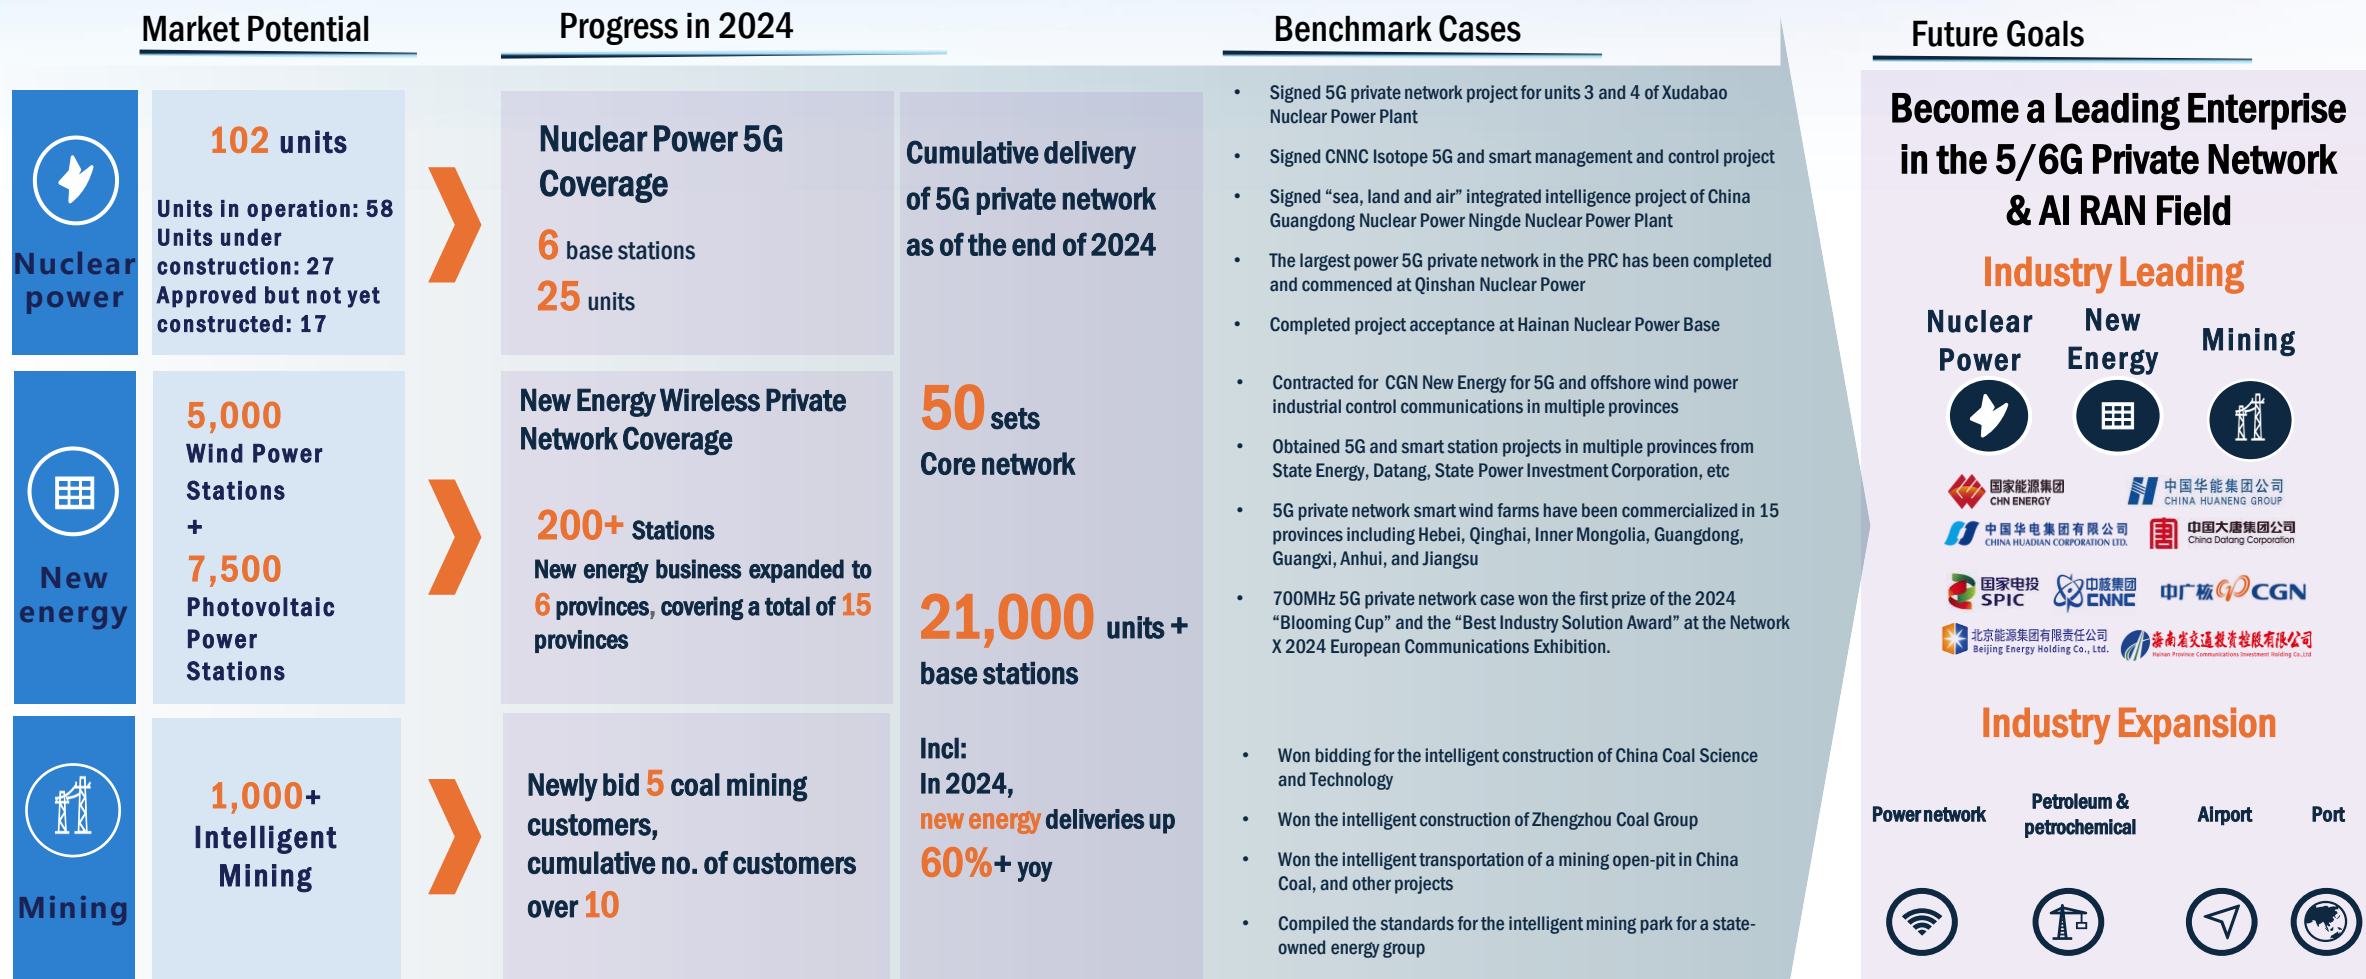 Market Potential
Progress in 2024
Benchmark Cases
Future Goals
Nuclear
power
102 units
Units in operation: 58
Units under
construction: 27
Approved but not yet
constructed: 17
Nuclear Power 5G
Coverage
6 base stations
25 units
New
energy
5,000
Wind Power
Stations
+
7,500
Photovoltaic
Power
Stations
New Energy Wireless Private
Network Coverage
200+ Stations
New energy business expanded to
6 provinces, covering a total of 15
provinces
Mining
1,000+
Intelligent
Mining
Newly bid 5 coal mining
customers,
cumulative no. of customers
over 10
Cumulative delivery
of 5G private network
as of the end of 2024
50 sets
Core network
21,000 units +
base stations
Incl:
In 2024,
new energy deliveries up
60%+ yoy
• Signed 5G private network project for units 3 and 4 of Xudabao
Nuclear Power Plant
• Signed CNNC Isotope 5G and smart management and control project
• Signed “sea, land and air” integrated intelligence project of China
Guangdong Nuclear Power Ningde Nuclear Power Plant
• The largest power 5G private network in the PRC has been completed
and commenced at Qinshan Nuclear Power
• Completed project acceptance at Hainan Nuclear Power Base
• Contracted for CGN New Energy for 5G and offshore wind power
industrial control communications in multiple provinces
• Obtained 5G and smart station projects in multiple provinces from
State Energy, Datang, State Power Investment Corporation, etc
• 5G private network smart wind farms have been commercialized in 15
provinces including Hebei, Qinghai, Inner Mongolia, Guangdong,
Guangxi, Anhui, and Jiangsu
• 700MHz 5G private network case won the first prize of the 2024
“Blooming Cup” and the “Best Industry Solution Award” at the Network
X 2024 European Communications Exhibition.
• Won bidding for the intelligent construction of China Coal Science
and Technology
• Won the intelligent construction of Zhengzhou Coal Group
• Won the intelligent transportation of a mining open-pit in China
Coal, and other projects
• Compiled the standards for the intelligent mining park for a state-
owned energy group
Become a Leading Enterprise
in the 5/6G Private Network
& AI RAN Field
Industry Leading
Nuclear
Power
New
Energy
Mining
国家能源集团
CHN ENERGY
中国华能集团公司
CHINA HUANENG GROUP
中国华电集团有限公司
CHINA HUADIAN CORPORATION LTD.
中国大唐集团公司
China Datang Corporation
国家电投
SPIC
中核集团
CNNC
中广核 CGN
北京能源集团有限责任公司
Beijing Energy Holding Co., Ltd.
海南省交通投资控股有限公司
Hainan Province Communications Investment Holding Co.,Ltd
Industry Expansion
Power network
Petroleum &
petrochemical
Airport
Port